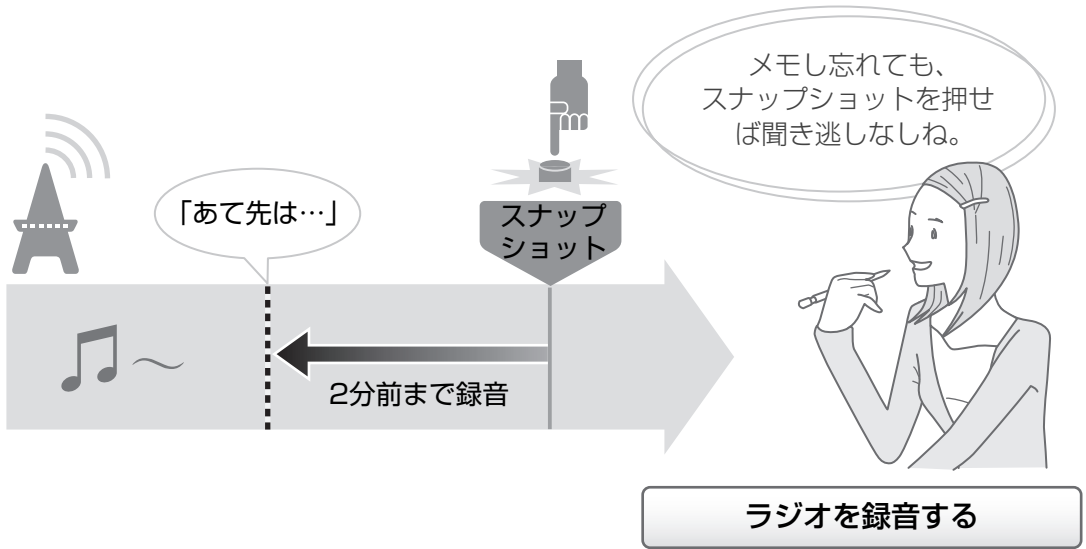 メモし忘れても、
スナップショットを押せ
ば聞き逃しなしね。
「あて先は…」
スナップ
ショット
2分前まで録音
ラジオを録音する